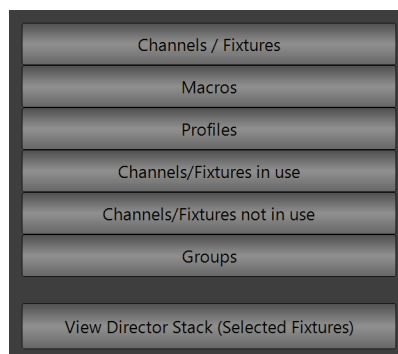 Channels / Fixtures
Macros
Profiles
Channels/Fixtures in use
Channels/Fixtures not in use
Groups
View Director Stack (Selected Fixtures)